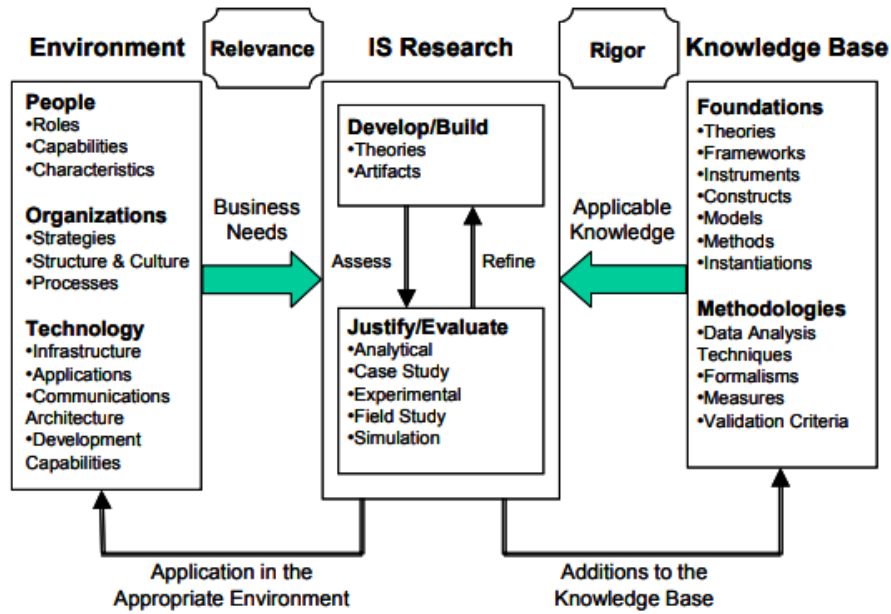 Environment
Relevance
IS Research
Rigor
Knowledge Base
People
•Roles
•Capabilities
•Characteristics
Organizations
•Strategies
•Structure & Culture
•Processes
Technology
•Infrastructure
•Applications
•Communications
Architecture
•Development
Capabilities
Business
Needs
Develop/Build
•Theories
•Artifacts
Assess
Refine
Justify/Evaluate
•Analytical
•Case Study
•Experimental
•Field Study
•Simulation
Applicable
Knowledge
Foundations
•Theories
•Frameworks
•Instruments
•Constructs
•Models
•Methods
•Instantiations
Methodologies
•Data Analysis
Techniques
•Formalisms
•Measures
•Validation Criteria
Application in the
Appropriate Environment
Additions to the
Knowledge Base